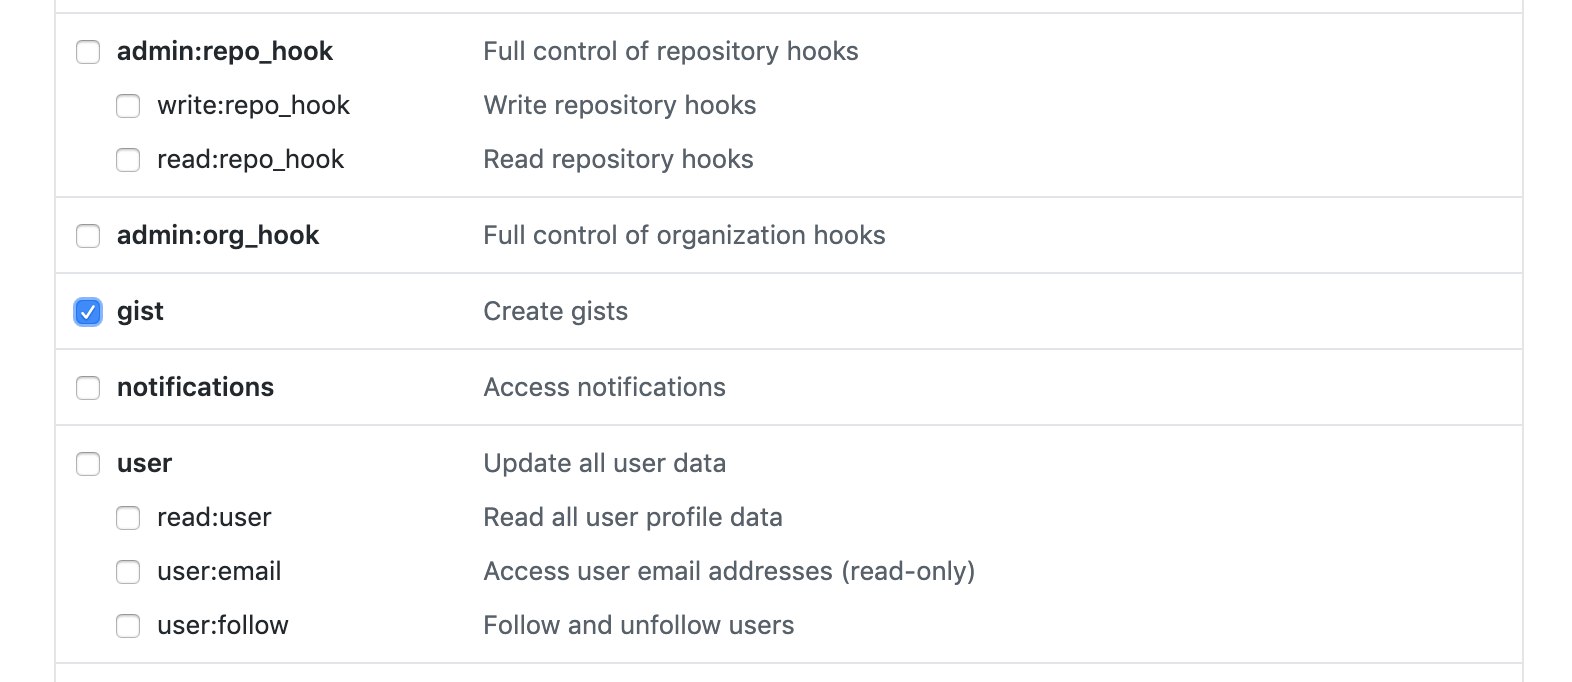 admin:repo_hook Full control of repository hooks
write:repo_hook Write repository hooks
read:repo_hook Read repository hooks
admin:org_hook Full control of organization hooks
gist Create gists
notifications Access notifications
user Update all user data
read:user Read all user profile data
user:email Access user email addresses (read-only)
user:follow Follow and unfollow users